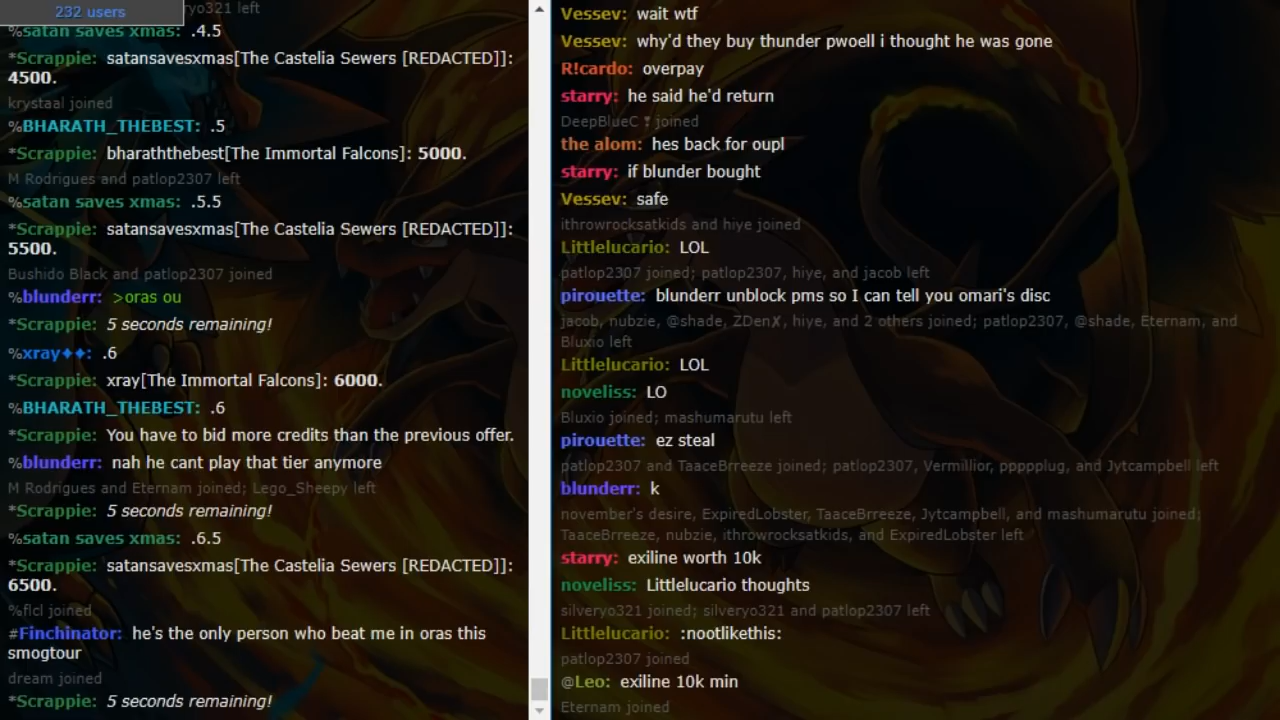 232 users
ryo321 left
%satan saves xmas: .4.5
*Scrappie: satansavesxmas[The Castelia Sewers [REDACTED]]:
4500.
krystaal joined
%BHARATH_THEBEST: .5
*Scrappie: bharaththebest[The Immortal Falcons]: 5000.
M Rodrigues and patlop2307 left
%satan saves xmas: .5.5
*Scrappie: satansavesxmas[The Castelia Sewers [REDACTED]]:
5500.
Bushido Black and patlop2307 joined
%blunderr: >oras ou
*Scrappie: 5 seconds remaining!
%xray✦✦: .6
*Scrappie: xray[The Immortal Falcons]: 6000.
%BHARATH_THEBEST: .6
*Scrappie: You have to bid more credits than the previous offer.
%blunderr: nah he cant play that tier anymore
M Rodrigues and Eternam joined; Lego_Sheepy left
*Scrappie: 5 seconds remaining!
%satan saves xmas: .6.5
*Scrappie: satansavesxmas[The Castelia Sewers [REDACTED]]:
6500.
%flcl joined
#Finchinator: he's the only person who beat me in oras this
smogtour
dream joined
*Scrappie: 5 seconds remaining!
Vessev: wait wtf
Vessev: why'd they buy thunder pwoell i thought he was gone
R!cardo: overpay
starry: he said he'd return
DeepBlueC ❢ joined
the alom: hes back for oupl
starry: if blunder bought
Vessev: safe
ithrowrocksatkids and hiye joined
Littlelucario: LOL
patlop2307 joined; patlop2307, hiye, and jacob left
pirouette: blunderr unblock pms so I can tell you omari's disc
jacob, nubzie, @shade, ZDenX, hiye, and 2 others joined; patlop2307, @shade, Eternam, and
Bluxio left
Littlelucario: LOL
noveliss: LO
Bluxio joined; mashumarutu left
pirouette: ez steal
patlop2307 and TaaceBrreeze joined; patlop2307, Vermillior, ppppplug, and Jytcampbell left
blunderr: k
november's desire, ExpiredLobster, TaaceBrreeze, Jytcampbell, and mashumarutu joined;
TaaceBrreeze, nubzie, ithrowrocksatkids, and ExpiredLobster left
starry: exiline worth 10k
noveliss: Littlelucario thoughts
silveryo321 joined; silveryo321 and patlop2307 left
Littlelucario: :nootlikethis:
patlop2307 joined
@Leo: exiline 10k min
Eternam joined